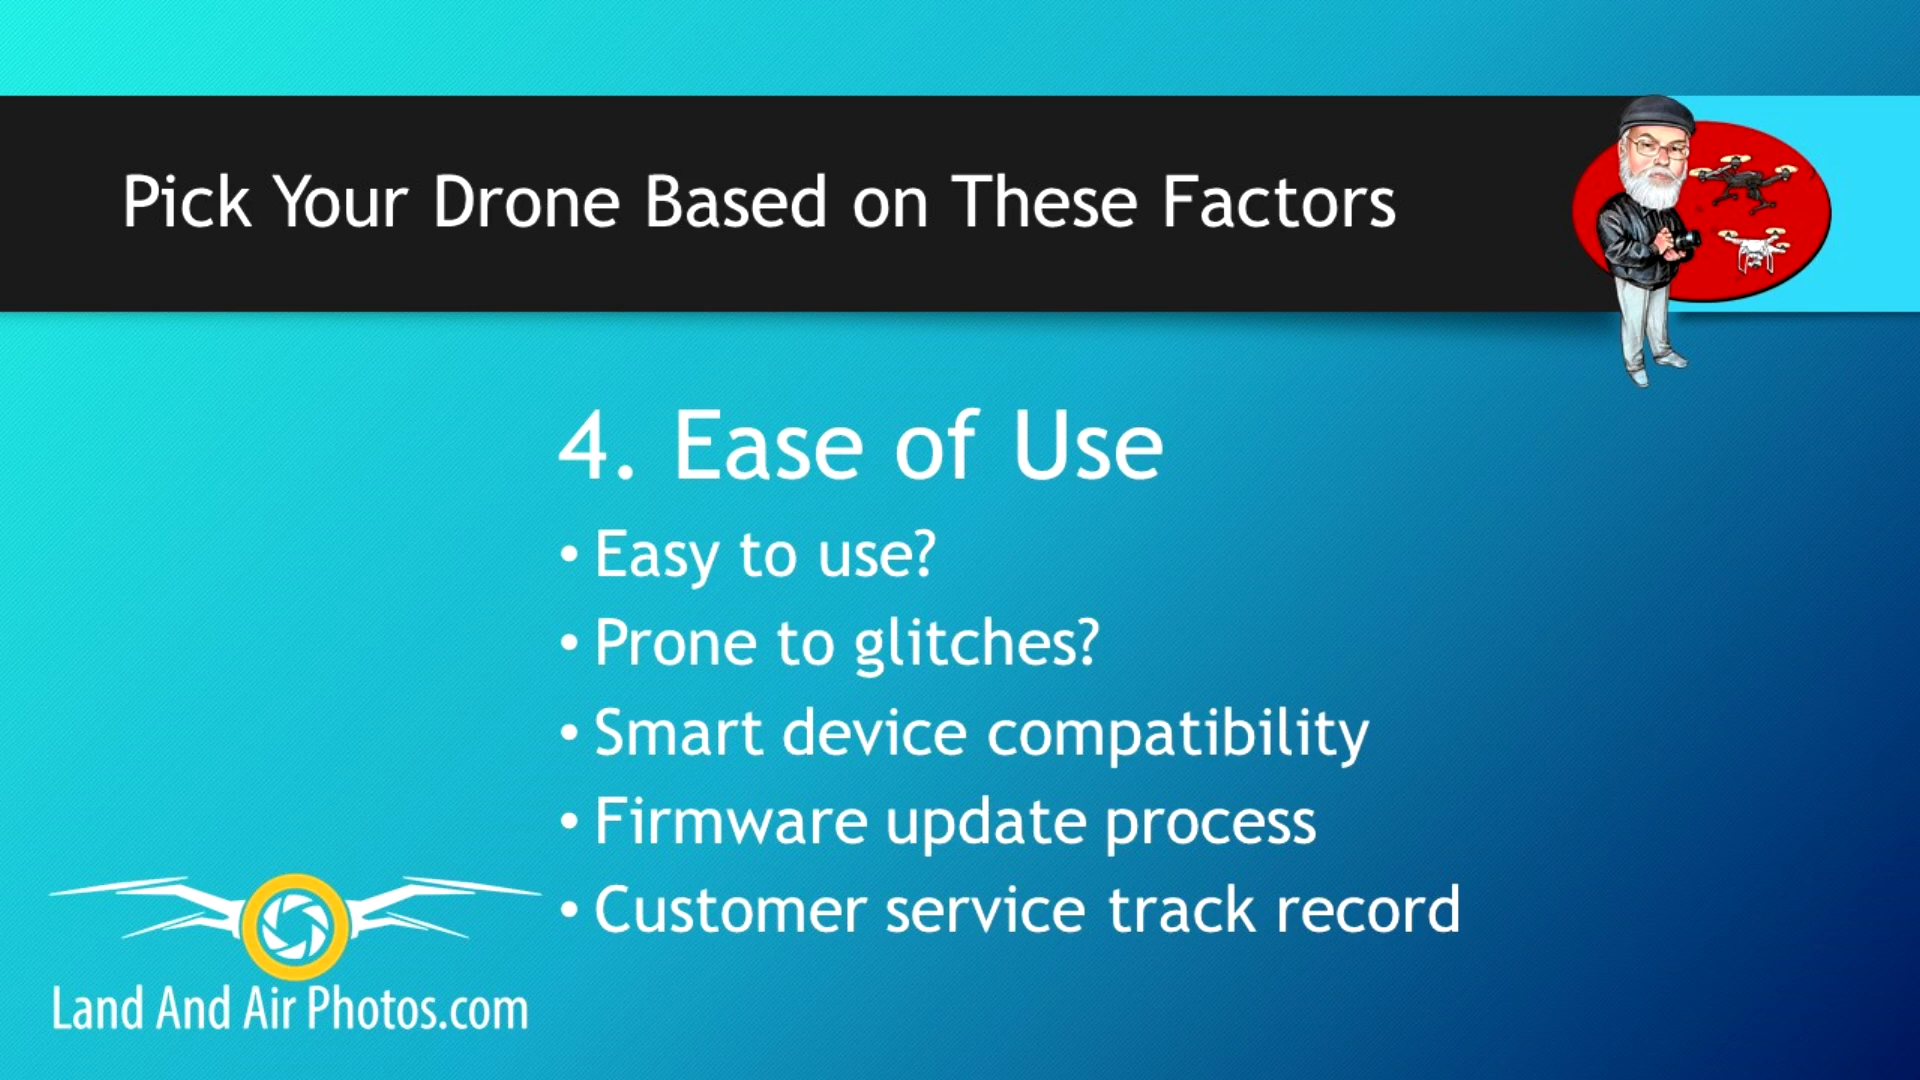 Pick Your Drone Based on These Factors
4. Ease of Use
• Easy to use?
• Prone to glitches?
• Smart device compatibility
• Firmware update process
• Customer service track record
Land And Air Photos.com